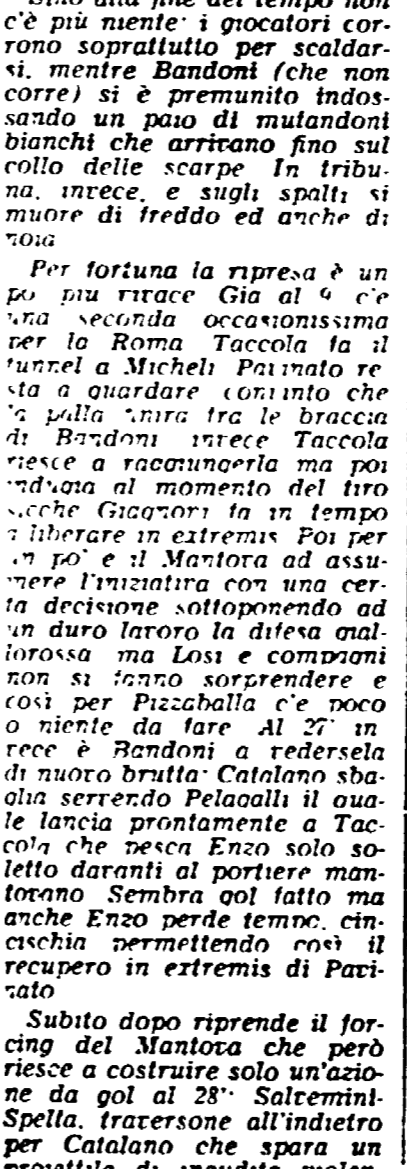 Sino alla fine del tempo non
c'è più niente: i giocatori cor-
rono soprattutto per scaldar-
si, mentre Bandoni (che non
corre) si è premunito indos-
sando un paio di mutandoni
bianchi che arrivano fino sul
collo delle scarpe In tribu-
na, invece, e sugli spalti si
muore di freddo ed anche di
noia
Per fortuna la ripresa è un
po più vivace Già al 9 c'è
una seconda occasionissima
per la Roma Taccola fa il
tunnel a Micheli Pavinato re
sta a guardare convinto che
la palla finirà tra le braccia
di Bandoni invece Taccola
riesce a raggiungerla ma poi
indugia al momento del tiro
sicche Giagnoni fa in tempo
a liberare in extremis Poi per
un po' e il Mantova ad assu-
mere l'iniziativa con una cer-
ta decisione sottoponendo ad
un duro lavoro la difesa gial-
lorossa ma Losi e compagni
non si fanno sorprendere e
così per Pizzaballa c'e poco
o niente da fare Al 27' in
vece è Bandoni a vedersela
di nuovo brutta: Catalano sba-
glia servendo Pelagalli il qua-
le lancia prontamente a Tac-
cola che pesca Enzo solo so-
letto davanti al portiere man-
tovano Sembra gol fatto ma
anche Enzo perde tempo, cin-
cischia permettendo così il
recupero in extremis di Pavi-
nato
Subito dopo riprende il for-
cing del Mantova che però
riesce a costruire solo un'azio-
ne da gol al 28': Salvemini-
Spelta, traversone all'indietro
per Catalano che spara un
proiettile di inaudita